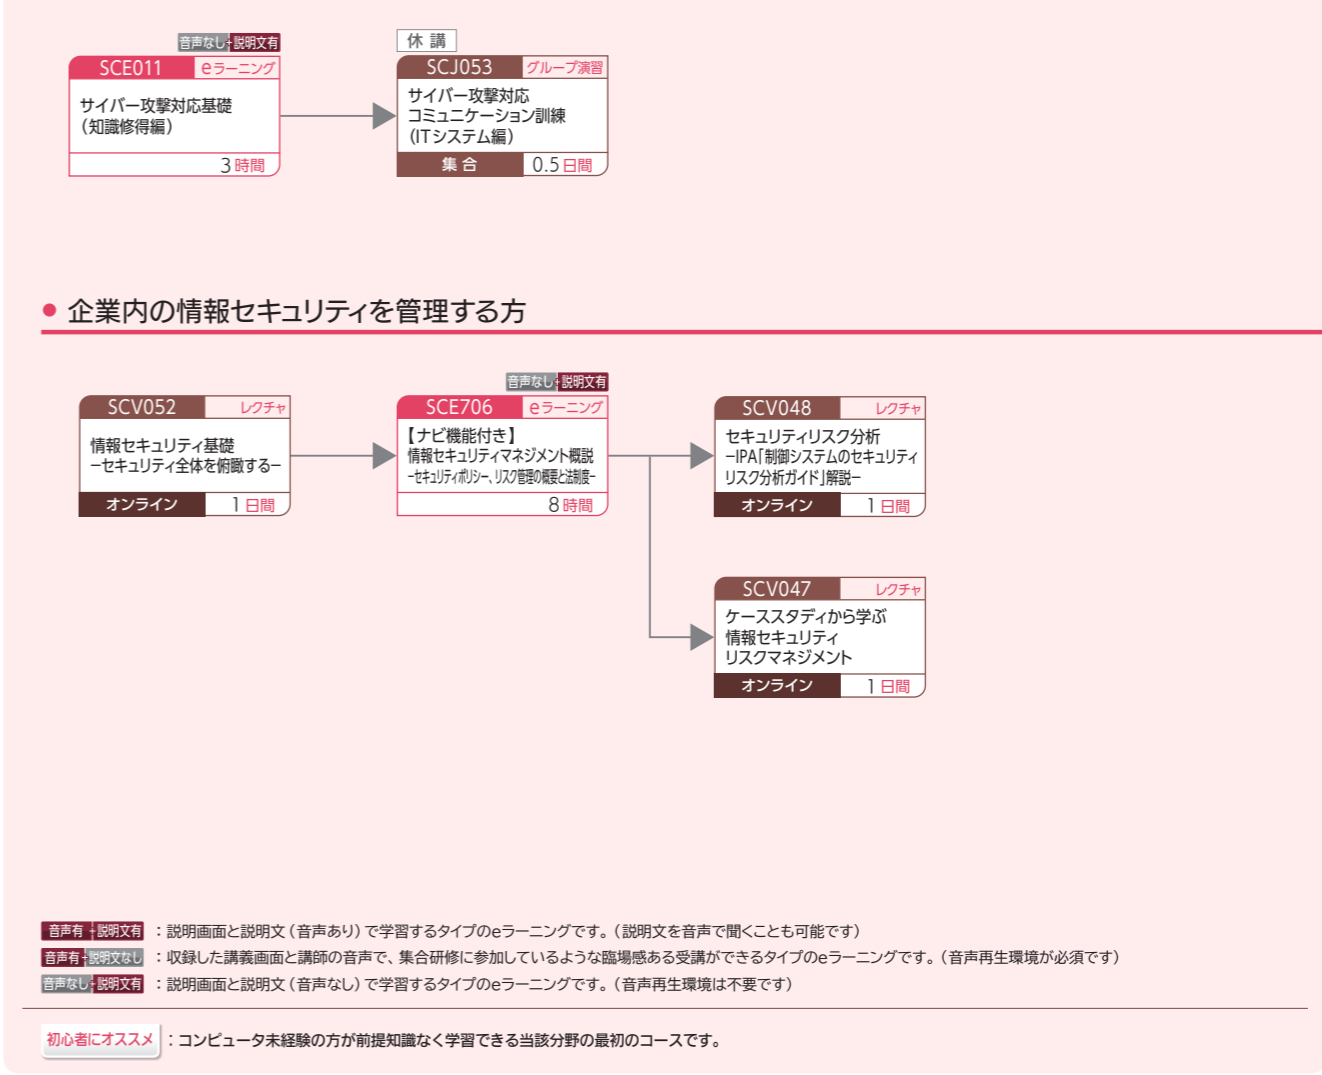 音声なし+説明文有
SCE011 eラーニング
サイバー攻撃対応基礎
（知識修得編）
3時間
休 講
SCJ053 グループ演習
サイバー攻撃対応
コミュニケーション訓練
（ITシステム編）
集 合 0.5日間
● 企業内の情報セキュリティを管理する方
SCV052 レクチャ
情報セキュリティ基礎
−セキュリティ全体を俯瞰する−
オンライン 1日間
音声なし+説明文有
SCE706 eラーニング
【ナビ機能付き】
情報セキュリティマネジメント概説
−セキュリティポリシー、リスク管理の概要と法制度−
8時間
SCV048 レクチャ
セキュリティリスク分析
−IPA「制御システムのセキュリティ
リスク分析ガイド」解説−
オンライン 1日間
SCV047 レクチャ
ケーススタディから学ぶ
情報セキュリティ
リスクマネジメント
オンライン 1日間
音声有+説明文有 ：説明画面と説明文（音声あり）で学習するタイプのeラーニングです。（説明文を音声で聞くことも可能です）
音声有+説明文なし ：収録した講義画面と講師の音声で、集合研修に参加しているような臨場感ある受講ができるタイプのeラーニングです。（音声再生環境が必須です）
音声なし+説明文有 ：説明画面と説明文（音声なし）で学習するタイプのeラーニングです。（音声再生環境は不要です）
初心者にオススメ ：コンピュータ未経験の方が前提知識なく学習できる当該分野の最初のコースです。